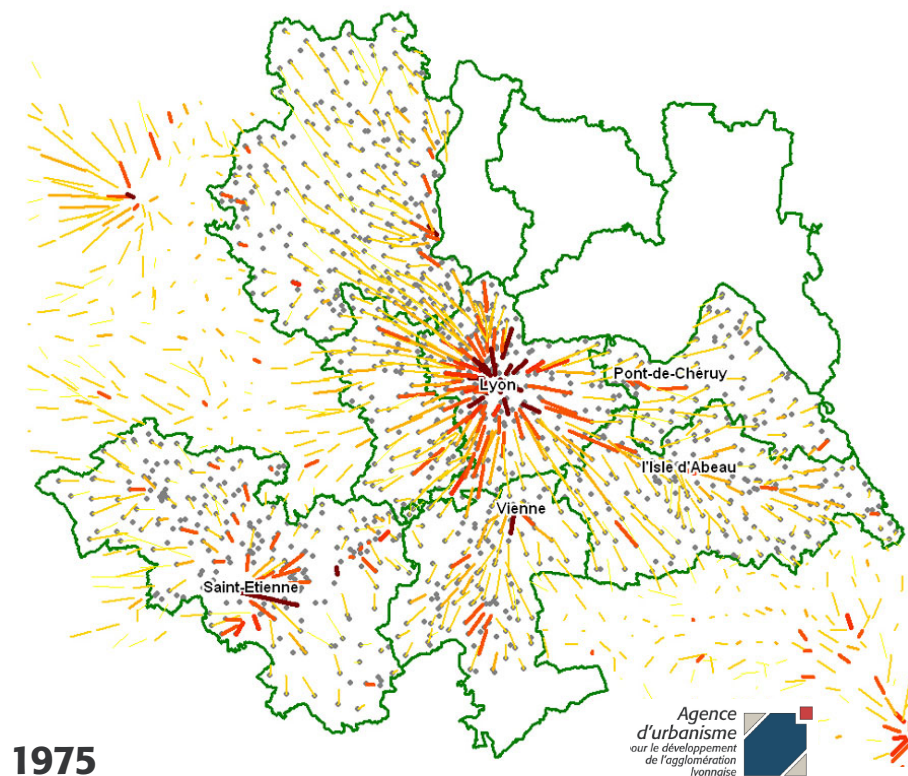 Lyon
Pont-de-Chéruy
l'Isle d'Abeau
Vienne
Saint-Etienne
Agence
d'urbanisme
pour le développement
de l'agglomération
lyonnaise
1975